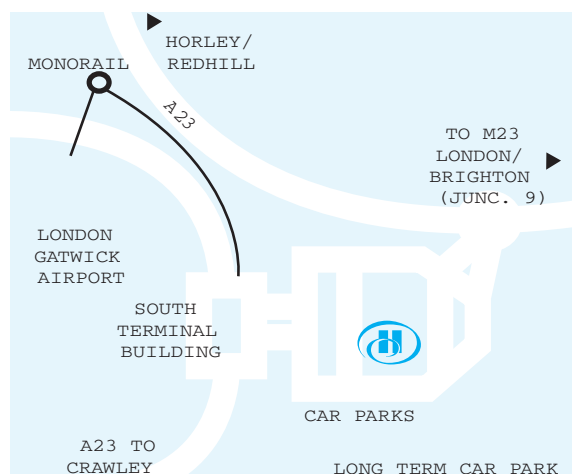 HORLEY/
REDHILL
MONORAIL
A23
TO M23
LONDON/
BRIGHTON
(JUNC. 9)
LONDON
GATWICK
AIRPORT
SOUTH
TERMINAL
BUILDING
H
CAR PARKS
A23 TO
CRAWLEY
LONG TERM CAR PARK